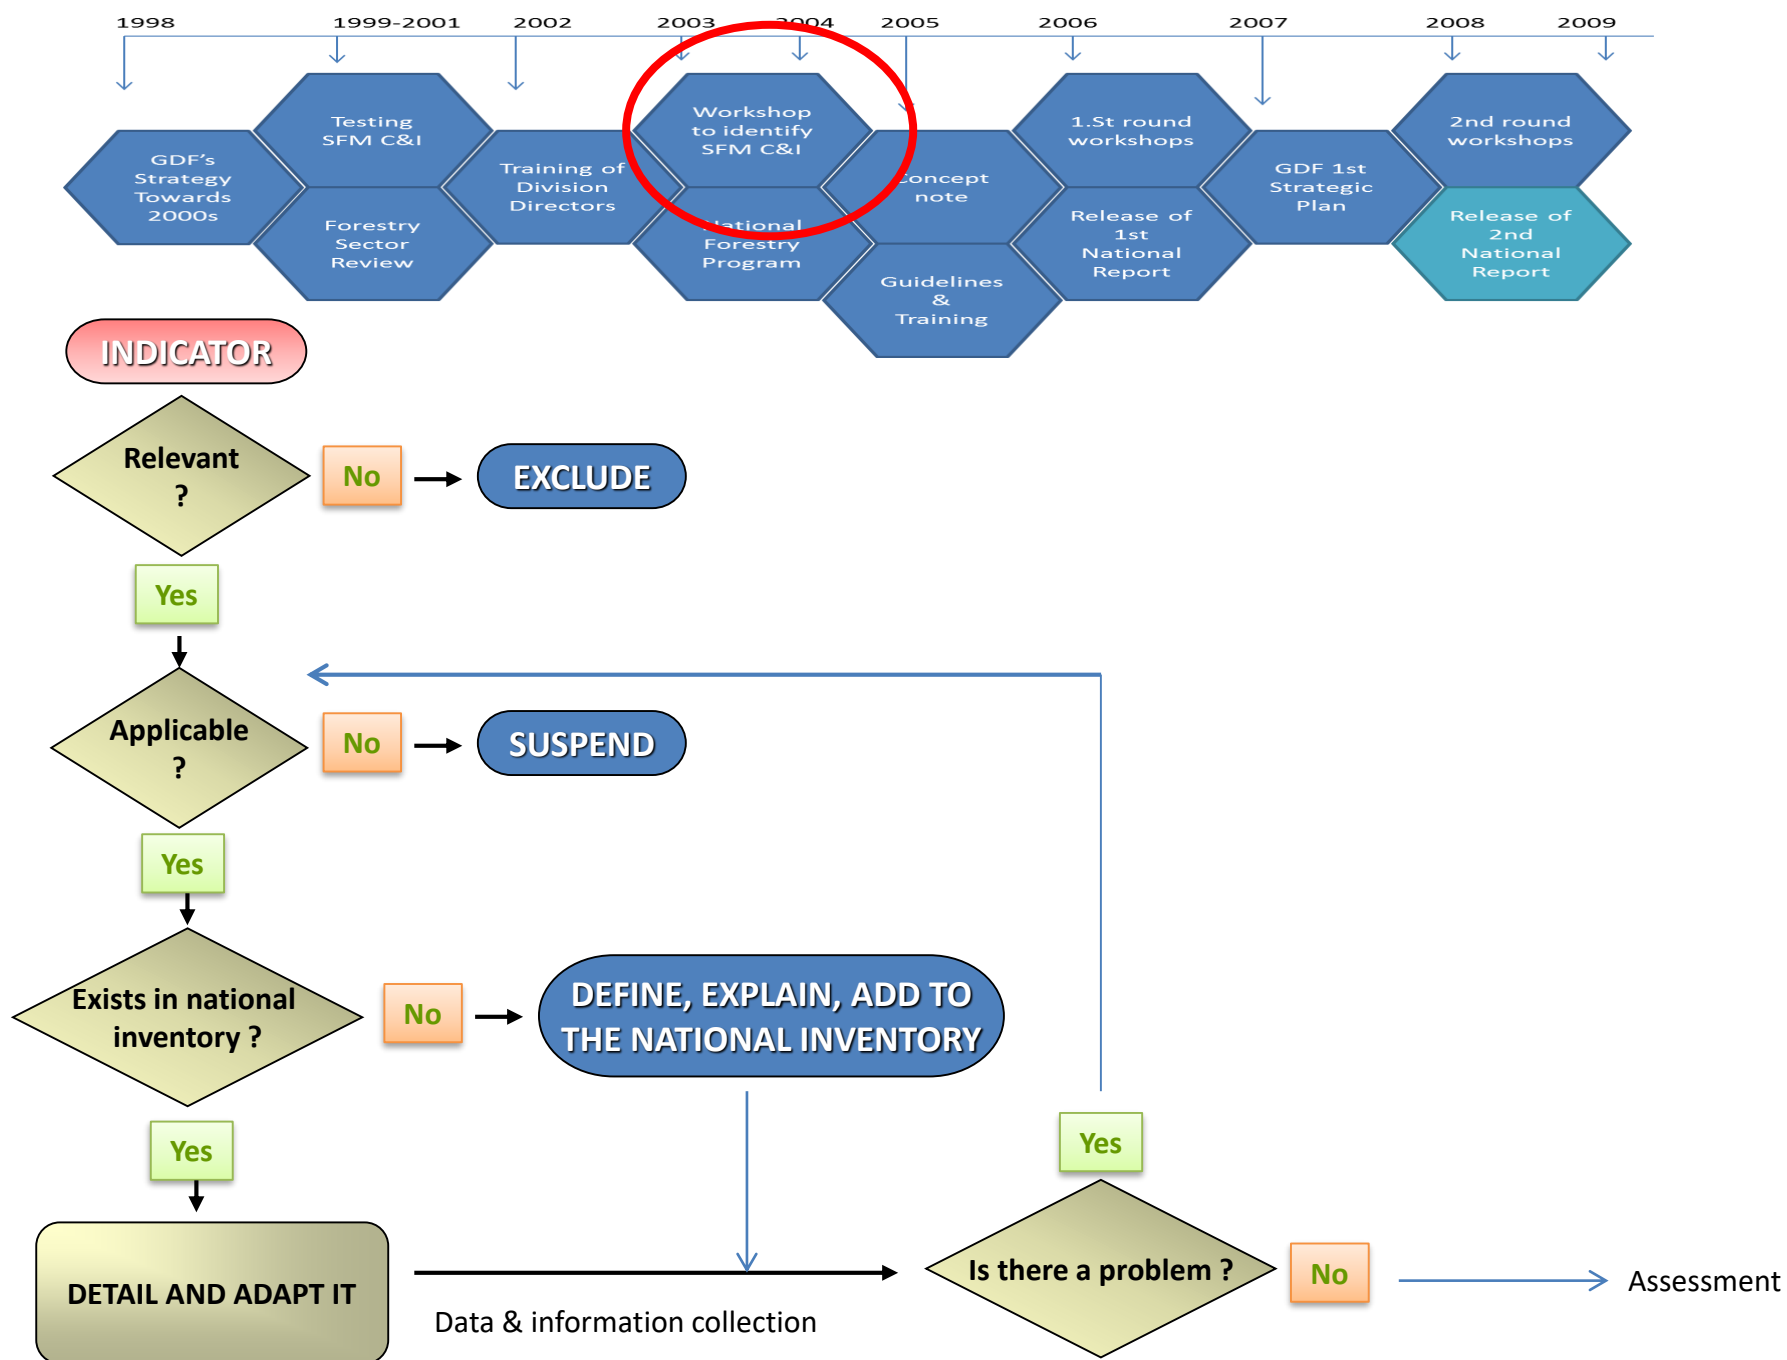 1998
1999-2001
2002
2003
2004
2005
2006
2007
2008
2009
GDF's
Strategy
Towards
2000s
Testing
SFM C&I
Forestry
Sector
Review
Training of
Division
Directors
Workshop
to identify
SFM C&I
National
Forestry
Program
Concept
note
Guidelines
&
Training
1.St round
workshops
Release of
1st
National
Report
GDF 1st
Strategic
Plan
2nd round
workshops
Release of
2nd
National
Report
INDICATOR
Relevant
?
No
EXCLUDE
Yes
Applicable
?
No
SUSPEND
Yes
Exists in national
inventory ?
No
DEFINE, EXPLAIN, ADD TO
THE NATIONAL INVENTORY
Yes
DETAIL AND ADAPT IT
Data & information collection
Yes
Is there a problem ?
No
Assessment